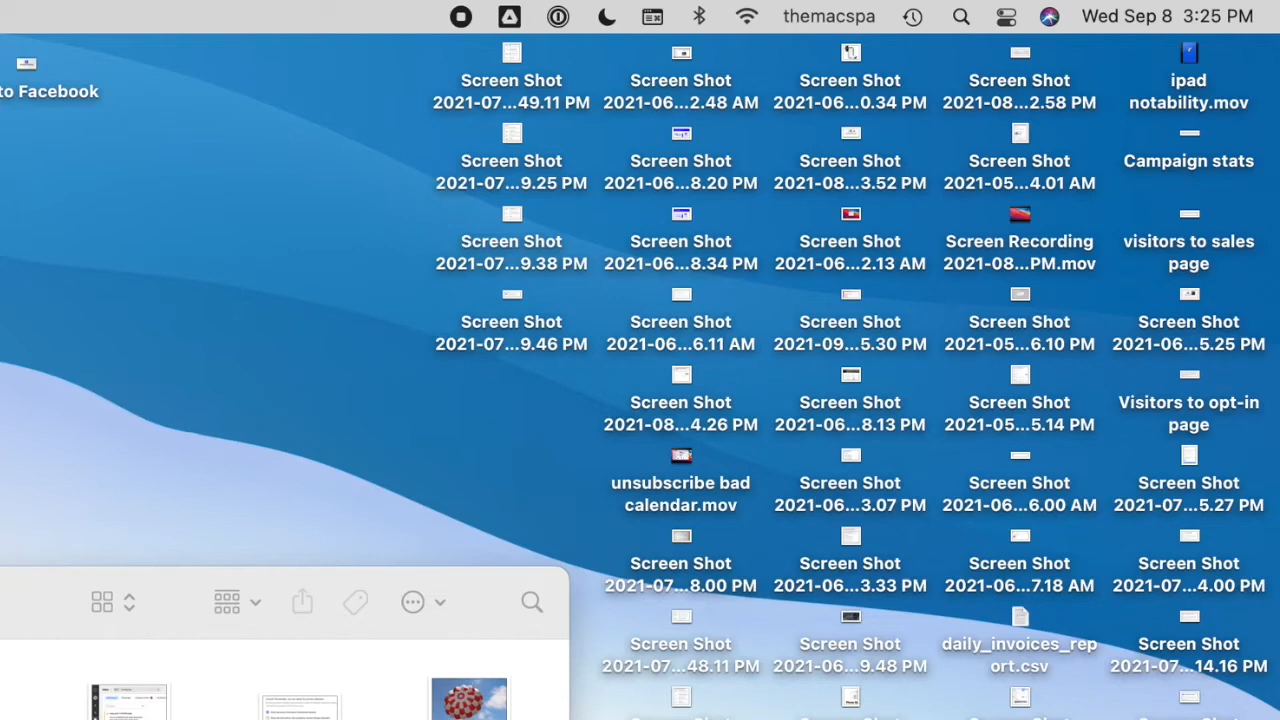 themacspa
Wed Sep 8 3:25 PM
to Facebook
Screen Shot
2021-07...49.11 PM
Screen Shot
2021-06...2.48 AM
Screen Shot
2021-06...0.34 PM
Screen Shot
2021-08...2.58 PM
ipad
notability.mov
Screen Shot
2021-07...9.25 PM
Screen Shot
2021-06...8.20 PM
Screen Shot
2021-08...3.52 PM
Screen Shot
2021-05...4.01 AM
Campaign stats
Screen Shot
2021-07...9.38 PM
Screen Shot
2021-06...8.34 PM
Screen Shot
2021-06...2.13 AM
Screen Recording
2021-08...PM.mov
visitors to sales
page
Screen Shot
2021-07...9.46 PM
Screen Shot
2021-06...6.11 AM
Screen Shot
2021-09...5.30 PM
Screen Shot
2021-05...6.10 PM
Screen Shot
2021-06...5.25 PM
Screen Shot
2021-08...4.26 PM
Screen Shot
2021-06...8.13 PM
Screen Shot
2021-05...5.14 PM
Visitors to opt-in
page
unsubscribe bad
calendar.mov
Screen Shot
2021-06...3.07 PM
Screen Shot
2021-06...6.00 AM
Screen Shot
2021-07...5.27 PM
Screen Shot
2021-07...8.00 PM
Screen Shot
2021-06...3.33 PM
Screen Shot
2021-06...7.18 AM
Screen Shot
2021-07...4.00 PM
Screen Shot
2021-07...48.11 PM
Screen Shot
2021-06...9.48 PM
daily_invoices_rep
ort.csv
Screen Shot
2021-07...14.16 PM